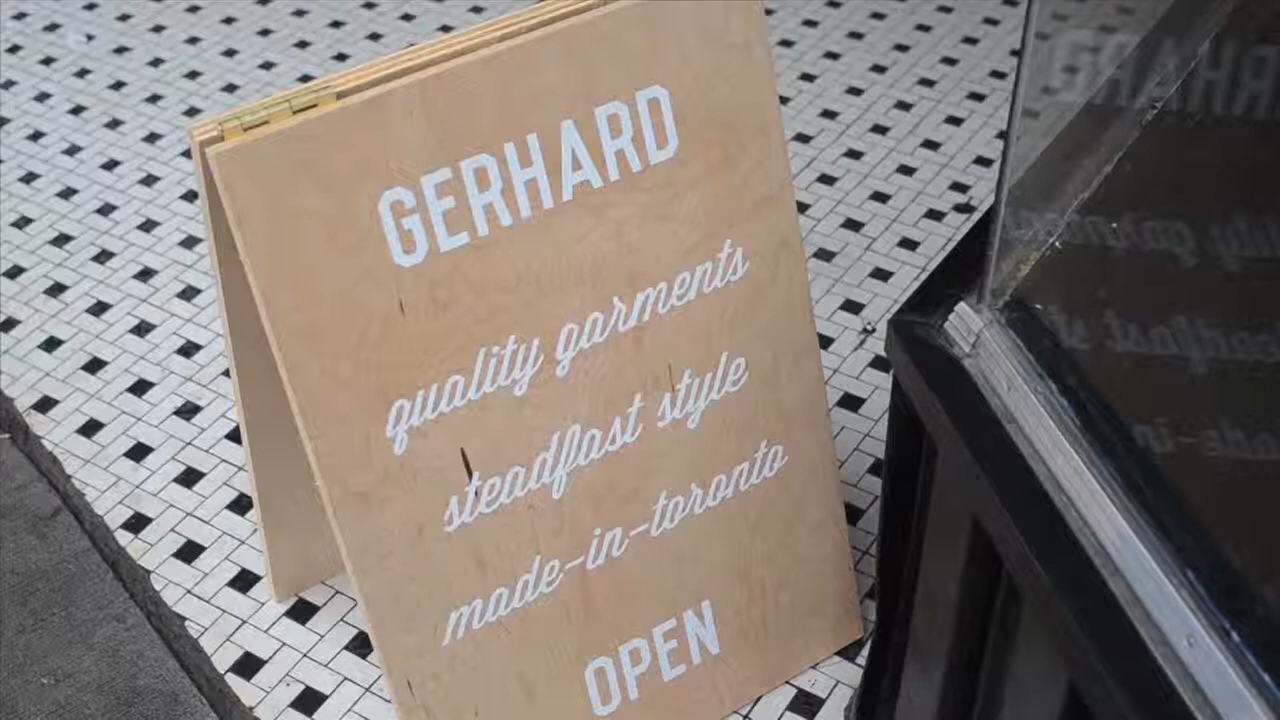 GERHARD
quality garments
steadfast style
made-in-toronto
OPEN